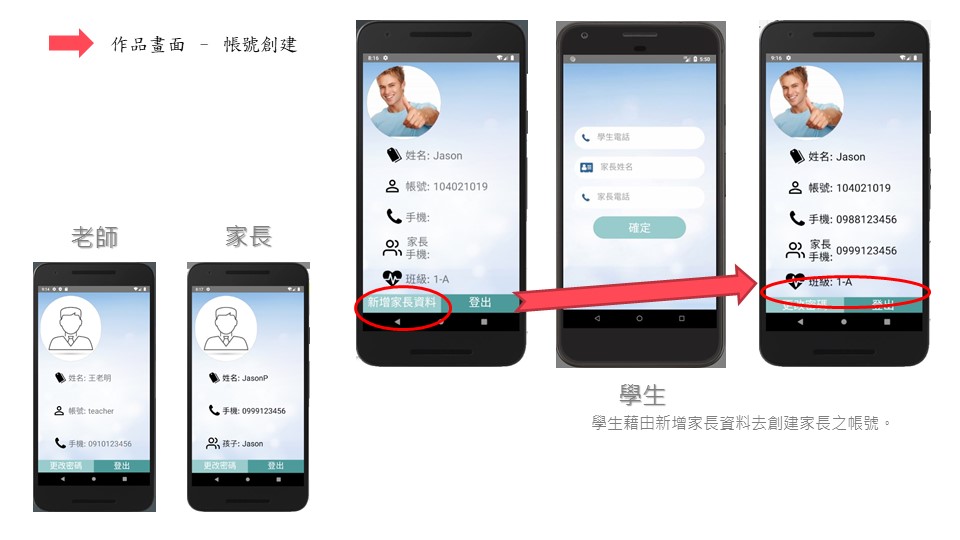 作品畫面 – 帳號創建
老師
9:14
姓名: 王老明
帳號: teacher
手機: 0910123456
更改密碼 登出
家長
姓名: JasonP
手機: 0999123456
孩子: Jason
更改密碼 登出
8:16
姓名: Jason
帳號: 104021019
手機:
家長
手機:
班級: 1-A
新增家長資料 登出
5:50
學生電話
家長姓名
家長電話
確定
9:16
姓名: Jason
帳號: 104021019
手機: 0988123456
家長
手機: 0999123456
班級: 1-A
更改密碼 登出
學生
學生藉由新增家長資料去創建家長之帳號。